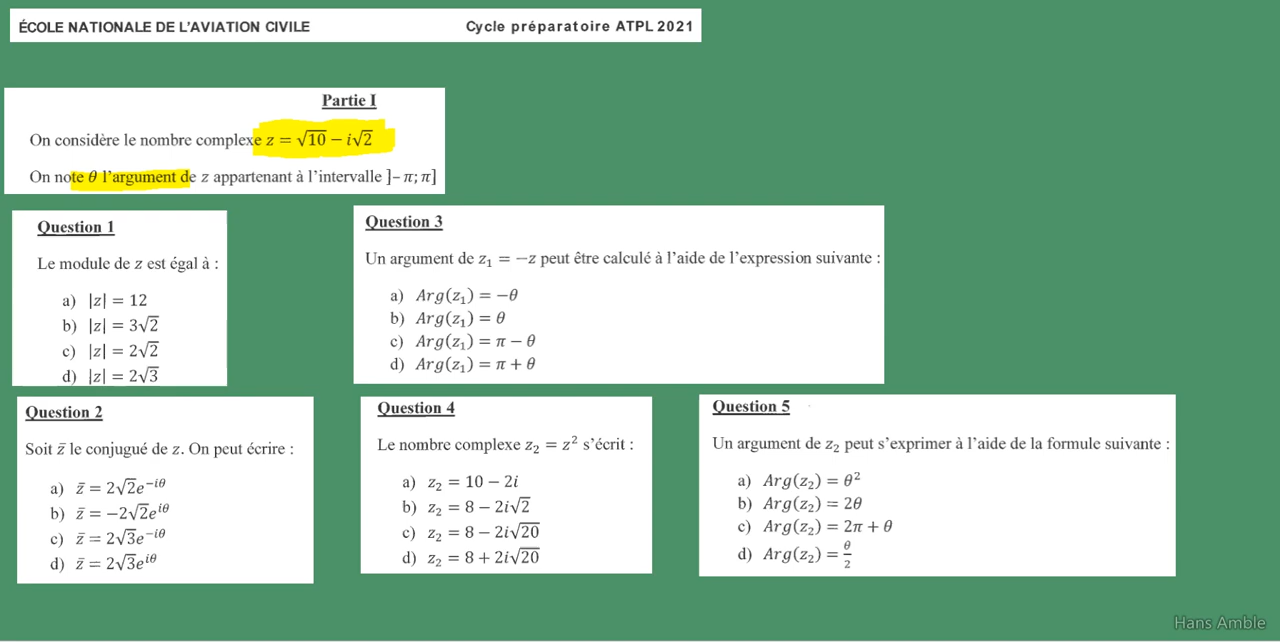 ÉCOLE NATIONALE DE L'AVIATION CIVILE
Cycle préparatoire ATPL 2021
Partie I
On considère le nombre complexe z = √10 − i√2
On note θ l'argument de z appartenant à l'intervalle ]−π; π]
Question 1
Le module de z est égal à :
a) |z| = 12
b) |z| = 3√2
c) |z| = 2√2
d) |z| = 2√3
Question 2
Soit z̄ le conjugué de z. On peut écrire :
a) z̄ = 2√2e⁻ⁱᶿ
b) z̄ = −2√2eⁱᶿ
c) z̄ = 2√3e⁻ⁱᶿ
d) z̄ = 2√3eⁱᶿ
Question 3
Un argument de z₁ = −z peut être calculé à l'aide de l'expression suivante :
a) Arg(z₁) = −θ
b) Arg(z₁) = θ
c) Arg(z₁) = π − θ
d) Arg(z₁) = π + θ
Question 4
Le nombre complexe z₂ = z² s'écrit :
a) z₂ = 10 − 2i
b) z₂ = 8 − 2i√2
c) z₂ = 8 − 2i√20
d) z₂ = 8 + 2i√20
Question 5
Un argument de z₂ peut s'exprimer à l'aide de la formule suivante :
a) Arg(z₂) = θ²
b) Arg(z₂) = 2θ
c) Arg(z₂) = 2π + θ
d) Arg(z₂) = θ/2
Hans Amble